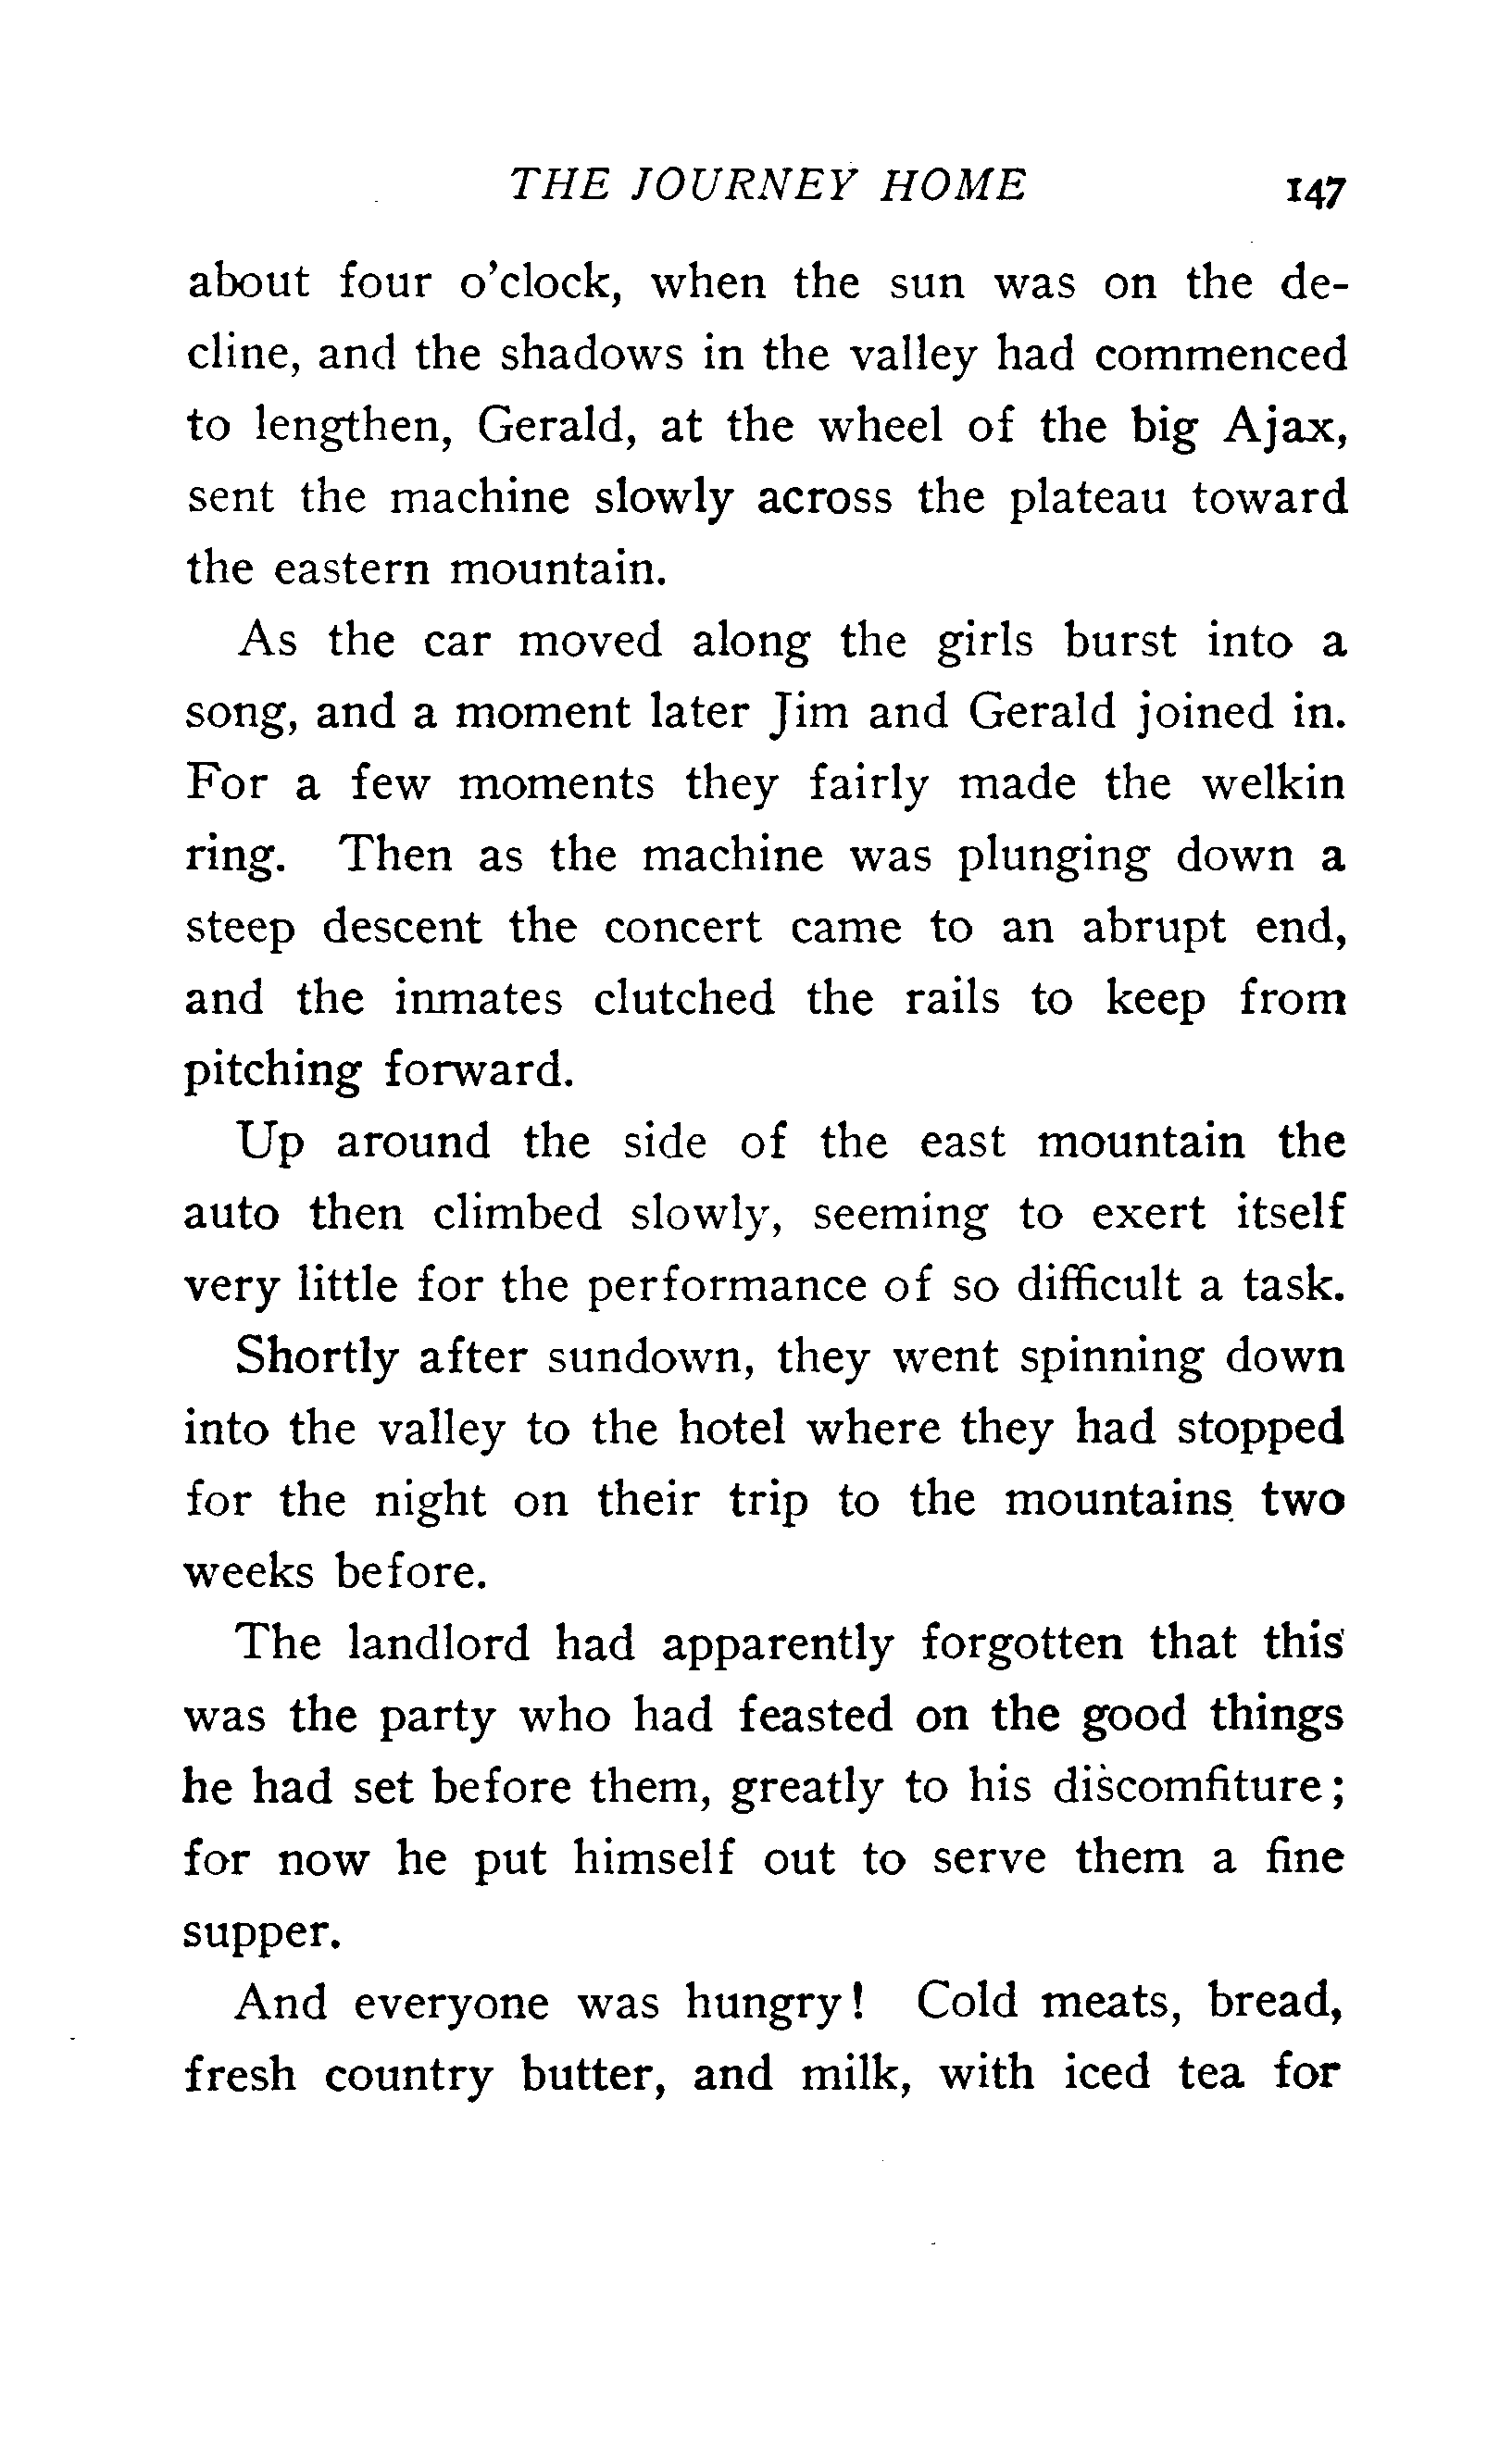 THE JOURNEY HOME 147
about four o'clock, when the sun was on the de-
cline, and the shadows in the valley had commenced
to lengthen, Gerald, at the wheel of the big Ajax,
sent the machine slowly across the plateau toward
the eastern mountain.
As the car moved along the girls burst into a
song, and a moment later Jim and Gerald joined in.
For a few moments they fairly made the welkin
ring. Then as the machine was plunging down a
steep descent the concert came to an abrupt end,
and the inmates clutched the rails to keep from
pitching forward.
Up around the side of the east mountain the
auto then climbed slowly, seeming to exert itself
very little for the performance of so difficult a task.
Shortly after sundown, they went spinning down
into the valley to the hotel where they had stopped
for the night on their trip to the mountains two
weeks before.
The landlord had apparently forgotten that this
was the party who had feasted on the good things
he had set before them, greatly to his discomfiture;
for now he put himself out to serve them a fine
supper.
And everyone was hungry! Cold meats, bread,
fresh country butter, and milk, with iced tea for